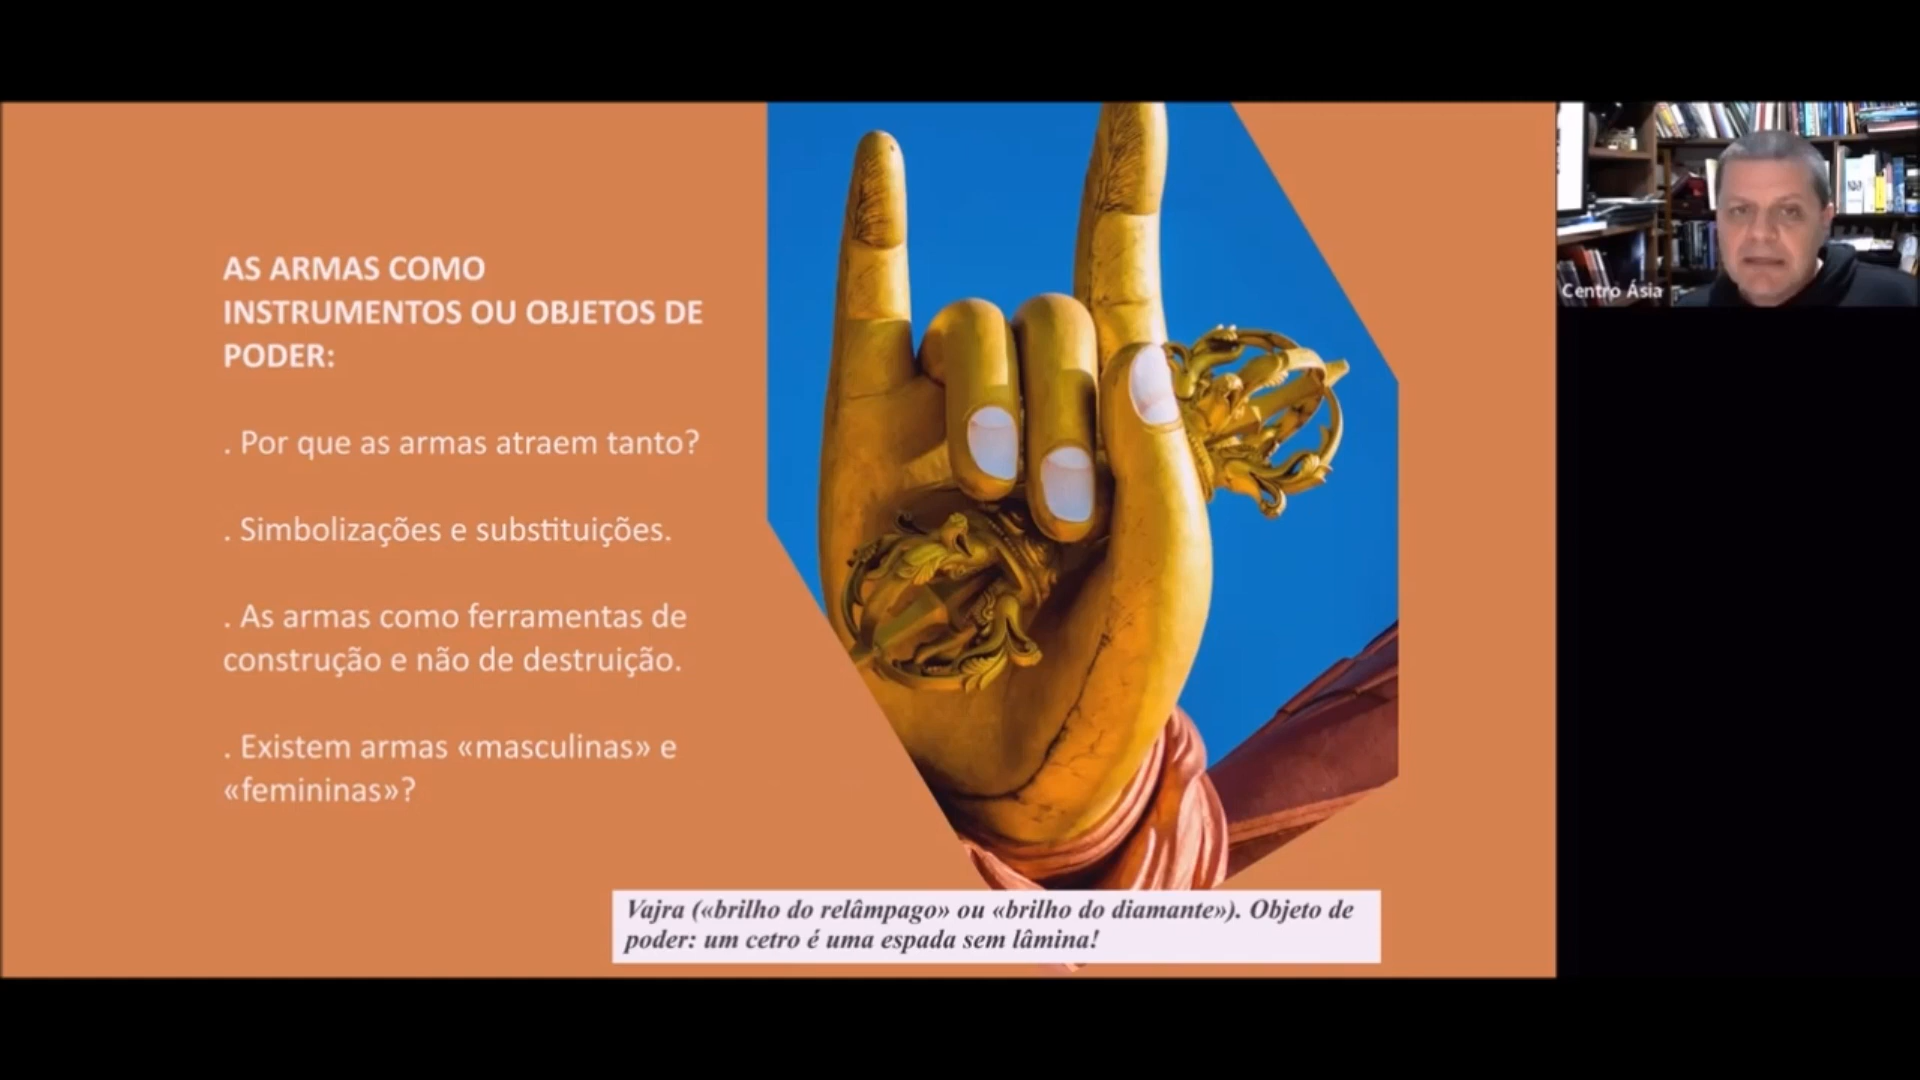 AS ARMAS COMO
INSTRUMENTOS OU OBJETOS DE
PODER:
. Por que as armas atraem tanto?
. Simbolizações e substituições.
. As armas como ferramentas de
construção e não de destruição.
. Existem armas «masculinas» e
«femininas»?
Vajra («brilho do relâmpago» ou «brilho do diamante»). Objeto de
poder: um cetro é uma espada sem lâmina!
Centro Ásia